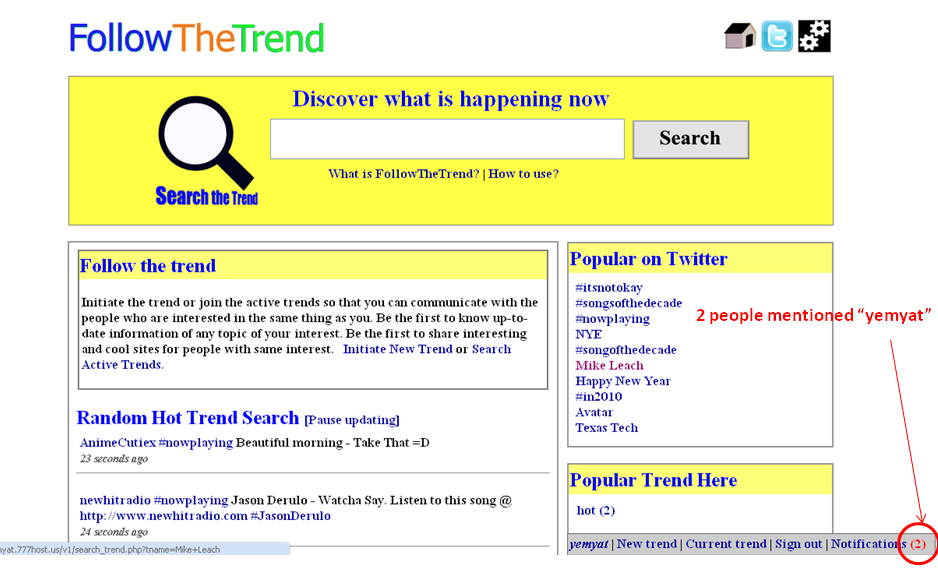 FollowTheTrend
Discover what is happening now
Search
Search the Trend
What is FollowTheTrend? | How to use?
Follow the trend
Initiate the trend or join the active trends so that you can communicate with the
people who are interested in the same thing as you. Be the first to know up-to-
date information of any topic of your interest. Be the first to share interesting
and cool sites for people with same interest. Initiate New Trend or Search
Active Trends.
Random Hot Trend Search [Pause updating]
AnimeCutiex #nowplaying Beautiful morning - Take That =D
23 seconds ago
newhitradio #nowplaying Jason Derulo - Watcha Say. Listen to this song @
http://www.newhitradio.com #JasonDerulo
24 seconds ago
Popular on Twitter
#itsnotokay
#songsofthedecade
#nowplaying
NYE
#songofthedecade
Mike Leach
Happy New Year
#in2010
Avatar
Texas Tech
2 people mentioned “yemyat”
Popular Trend Here
hot (2)
yemyat | New trend | Current trend | Sign out | Notifications (2)
myat.777host.us/v1/search_trend.php?tname=Mike+Leach